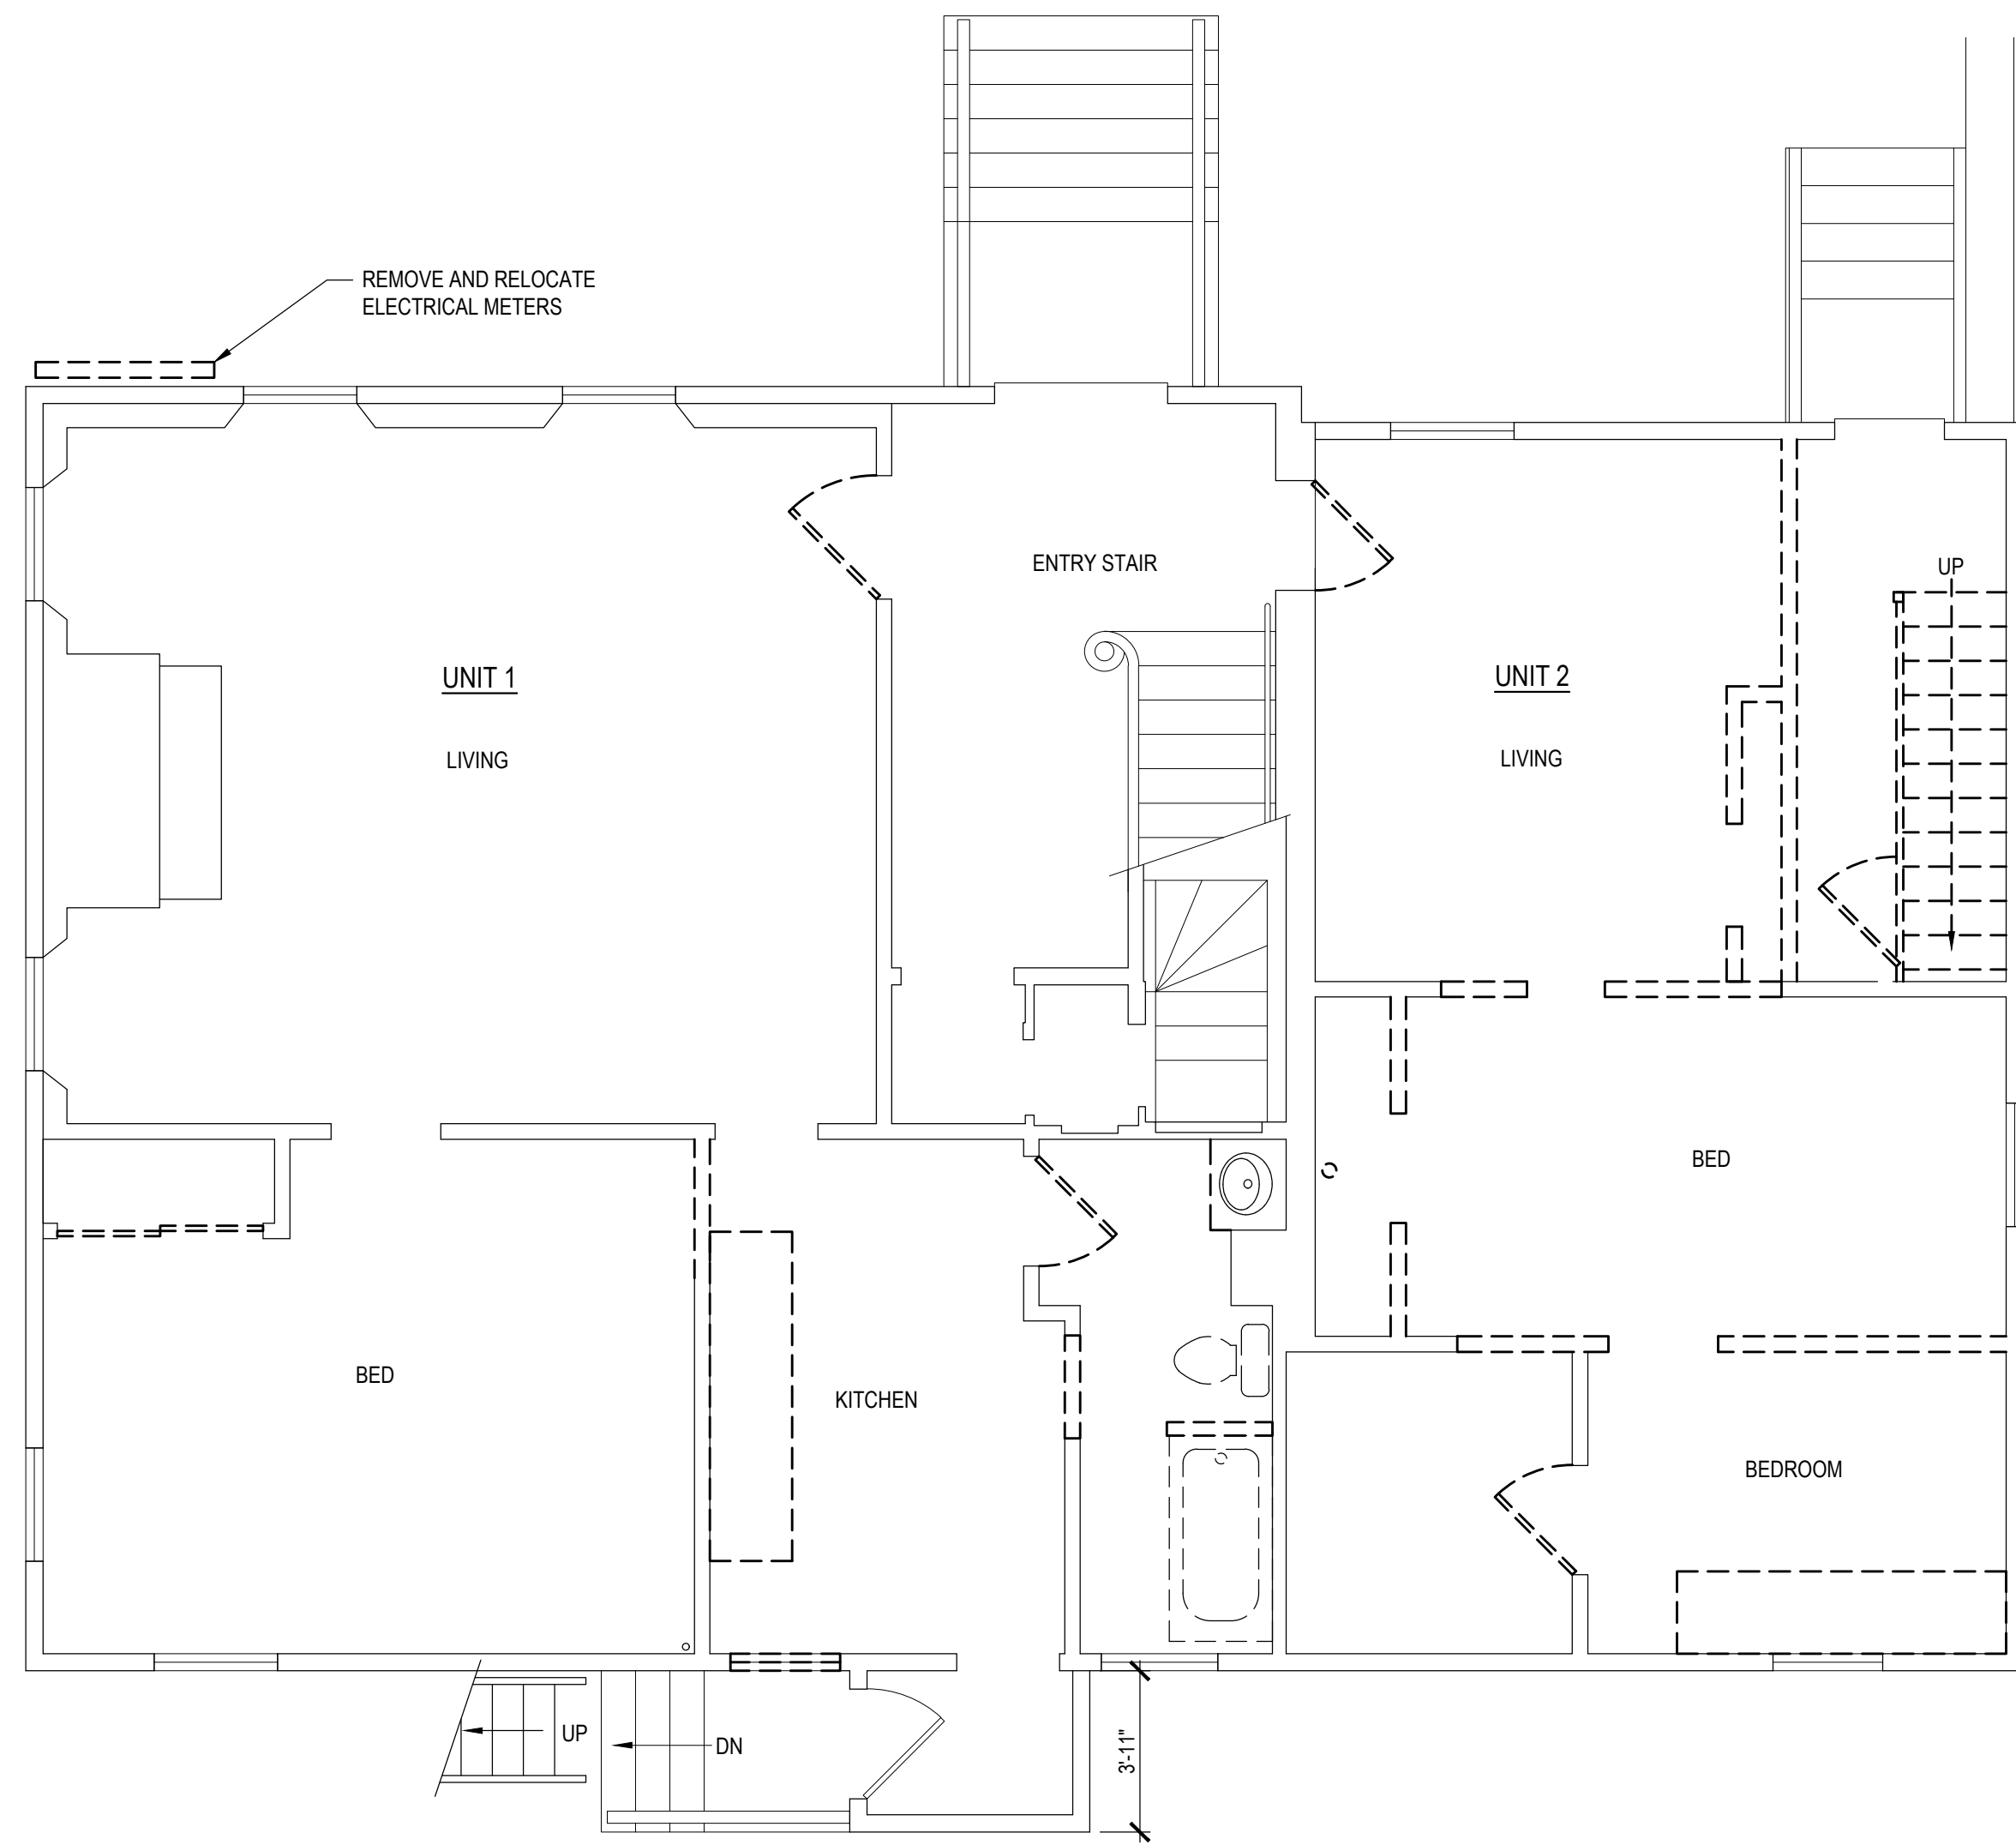 REMOVE AND RELOCATE
ELECTRICAL METERS
ENTRY STAIR
UP
UNIT 1
UNIT 2
LIVING
LIVING
BED
BED
KITCHEN
BEDROOM
UP
DN
3'-11"